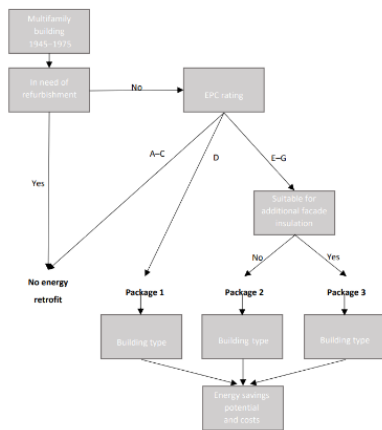 Multifamily
building
1945–1975
In need of
refurbishment
No
EPC rating
A–C
D
E–G
Yes
Suitable for
additional facade
insulation
No
Yes
No energy
retrofit
Package 1
Package 2
Package 3
Building type
Building type
Building type
Energy savings
potential
and costs